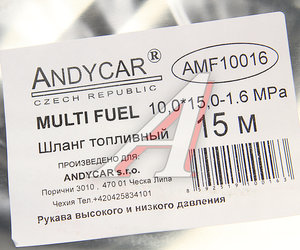 ANDYCAR®
AMF10016
CZECH REPUBLIC
MULTI FUEL 10,0*15,0-1.6 MPa
Шланг топливный 15 м
ПРОИЗВЕДЕНО ДЛЯ:
ANDYCAR s.r.o.
Порични 3010, 470 01 Ческа Липа
Чехия Тел.+420425834101
Рукава высокого и низкого давления